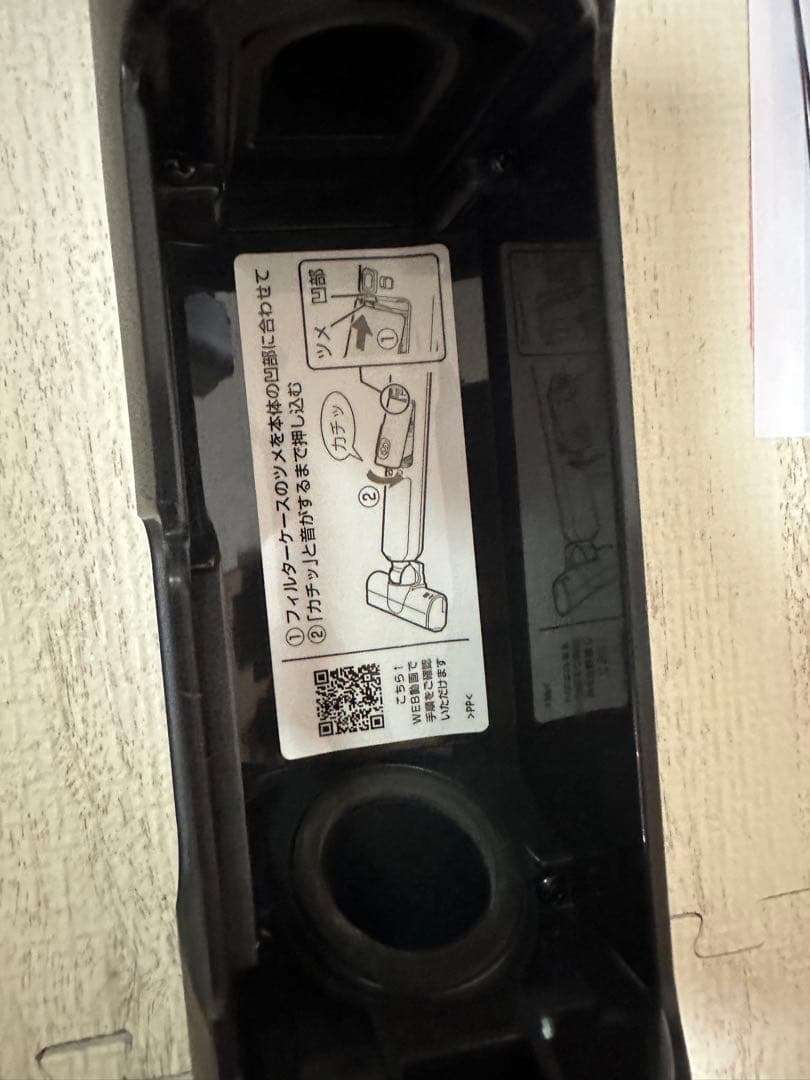 ①フィルターケースのツメを本体の凹部に合わせて
②「カチッ」と音がするまで押し込む
ツメ 凹部
①
カチッ
②
こちら!
WEB動画で
手順をご確認
いただけます
>PP<